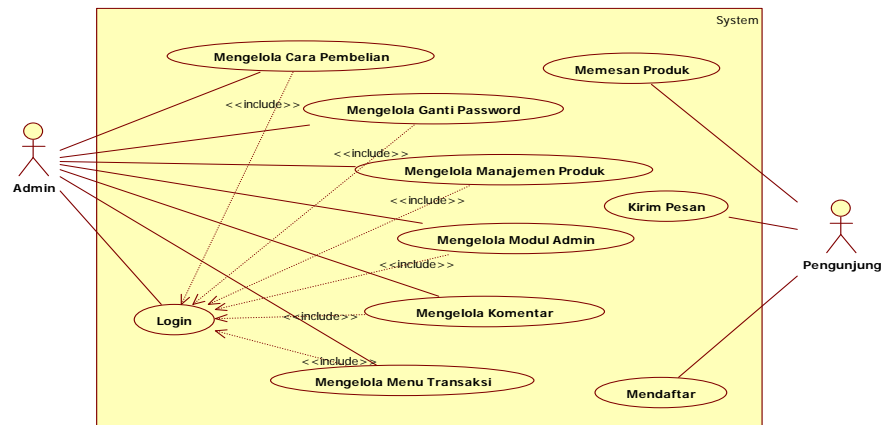 System
Mengelola Cara Pembelian
Memesan Produk
<<include>>
Mengelola Ganti Password
<<include>>
Mengelola Manajemen Produk
Admin
<<include>>
Kirim Pesan
Mengelola Modul Admin
Pengunjung
<<include>>
Mengelola Komentar
<<include>>
Login
<<include>>
Mengelola Menu Transaksi
Mendaftar